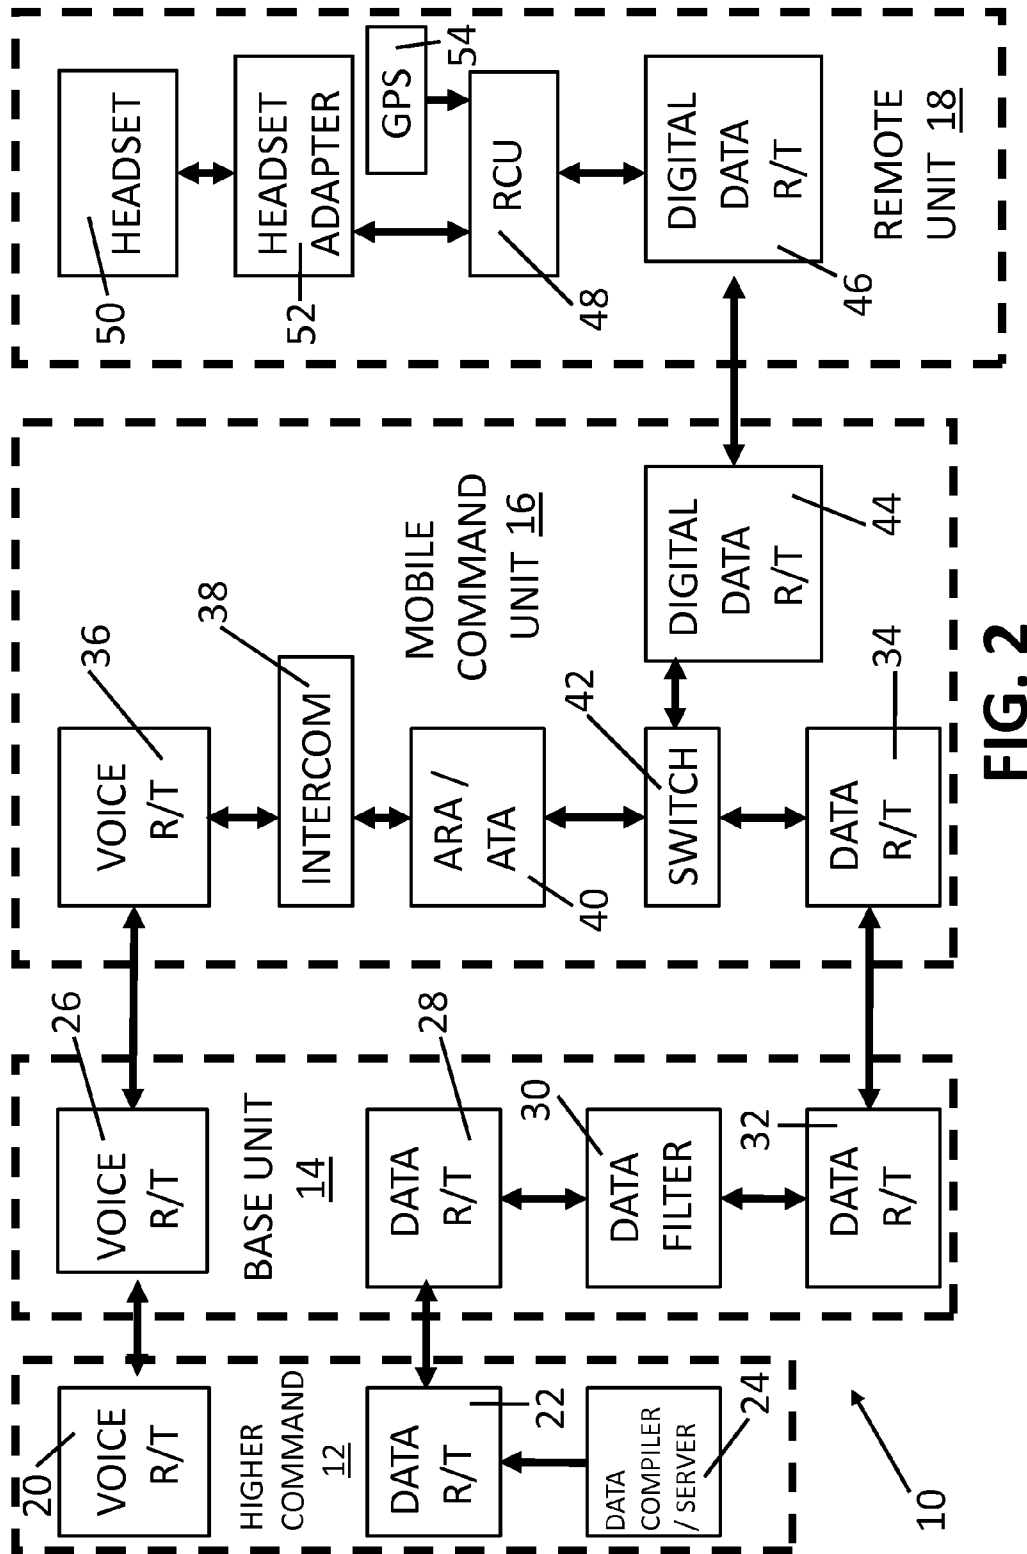 HIGHER
COMMAND
12
20
VOICE
R/T
DATA
R/T
22
DATA
COMPILER
/ SERVER
24
BASE UNIT
14
VOICE
R/T
26
DATA
R/T
28
DATA
FILTER
30
DATA
R/T
32
MOBILE
COMMAND
UNIT 16
VOICE
R/T
36
INTERCOM
38
ARA /
ATA
40
SWITCH
42
DIGITAL
DATA
R/T
44
DATA
R/T
34
REMOTE
UNIT 18
HEADSET
50
HEADSET
ADAPTER
52
GPS
54
RCU
48
DIGITAL
DATA
R/T
46
10
FIG. 2